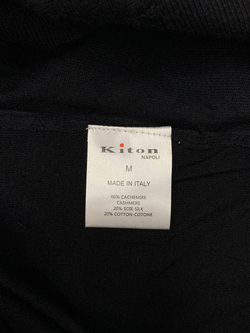 Kiton
NAPOLI
M
MADE IN ITALY
60% CACHEMIRE
CASHMERE
20% SOIE SILK
20% COTTON-COTONE